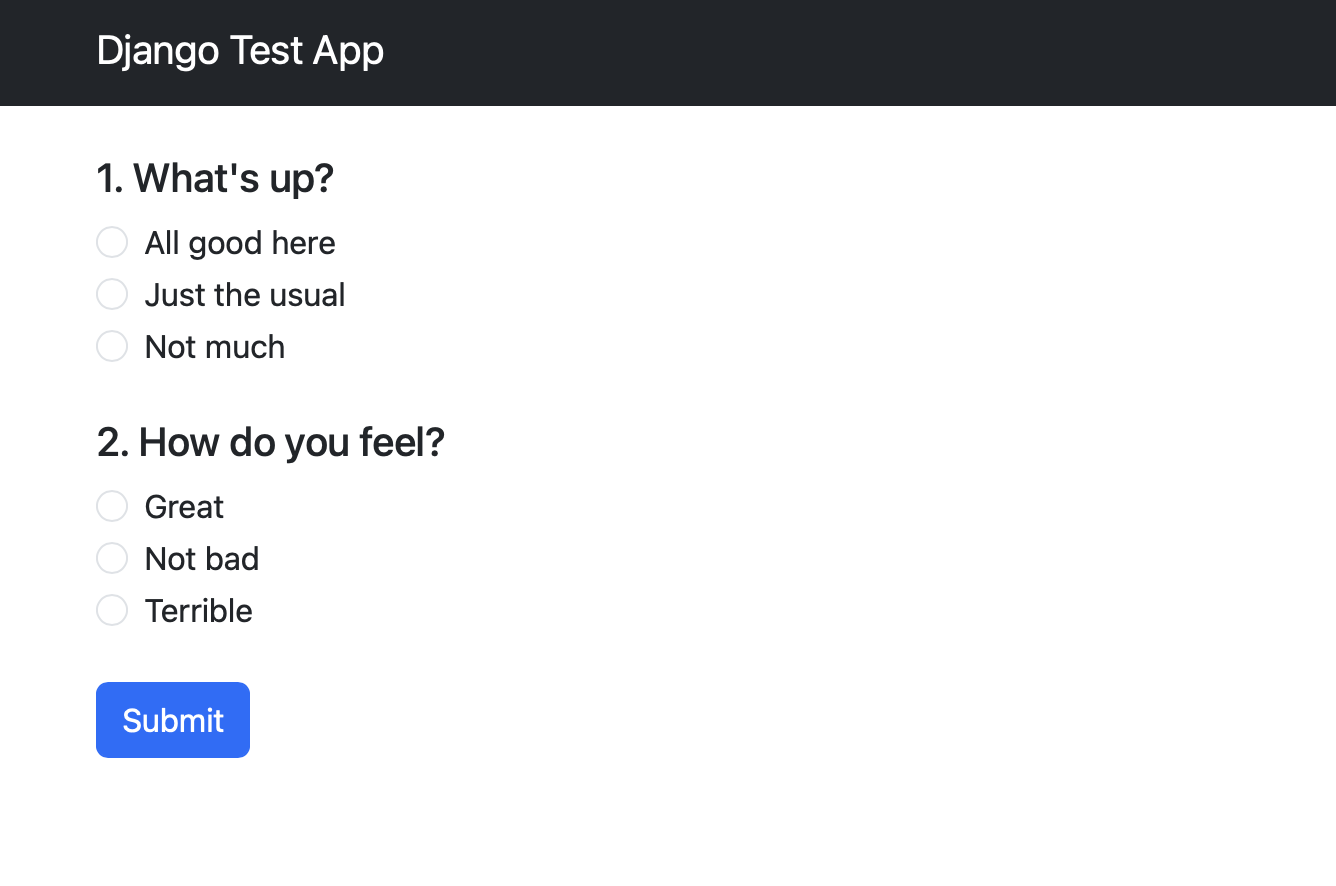 Django Test App
1. What's up?
All good here
Just the usual
Not much
2. How do you feel?
Great
Not bad
Terrible
Submit